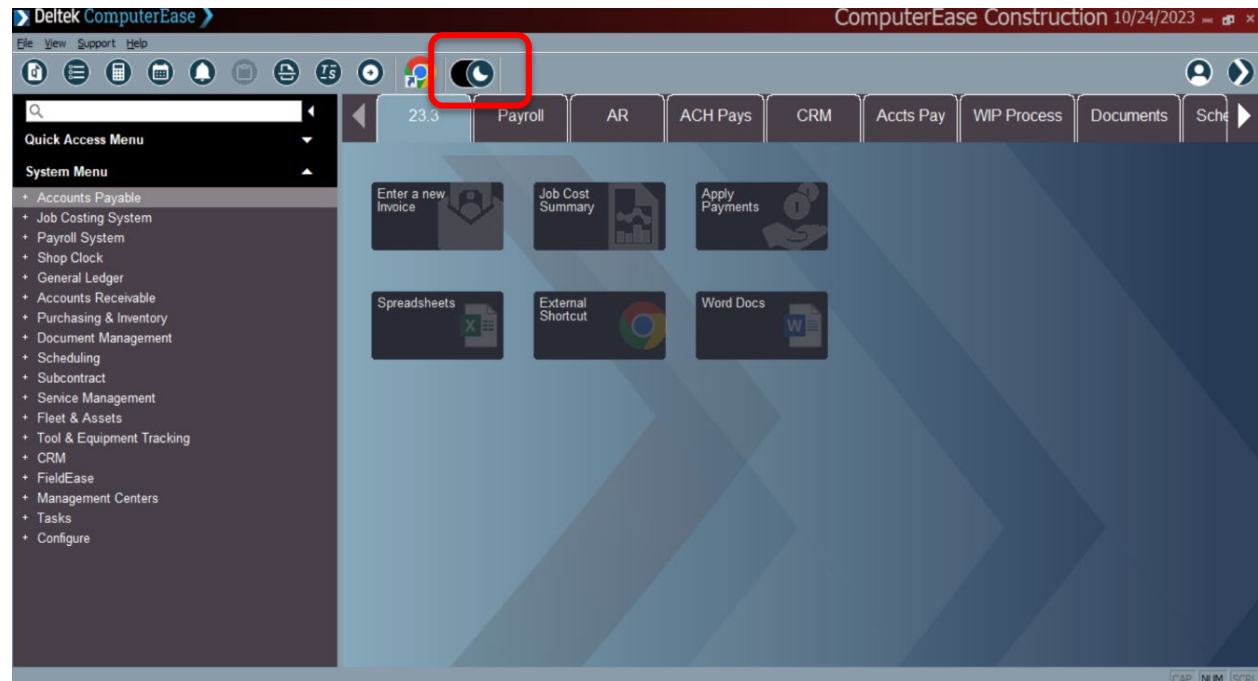 Deltek ComputerEase
ComputerEase Construction 10/24/2023
File View Support Help
Ts
23.3
Payroll
AR
ACH Pays
CRM
Accts Pay
WIP Process
Documents
Sche
Quick Access Menu
System Menu
+ Accounts Payable
+ Job Costing System
+ Payroll System
+ Shop Clock
+ General Ledger
+ Accounts Receivable
+ Purchasing & Inventory
+ Document Management
+ Scheduling
+ Subcontract
+ Service Management
+ Fleet & Assets
+ Tool & Equipment Tracking
+ CRM
+ FieldEase
+ Management Centers
+ Tasks
+ Configure
Enter a new
Invoice
Job Cost
Summary
Apply
Payments
Spreadsheets
X
External
Shortcut
Word Docs
W
CAP NUM SCRL